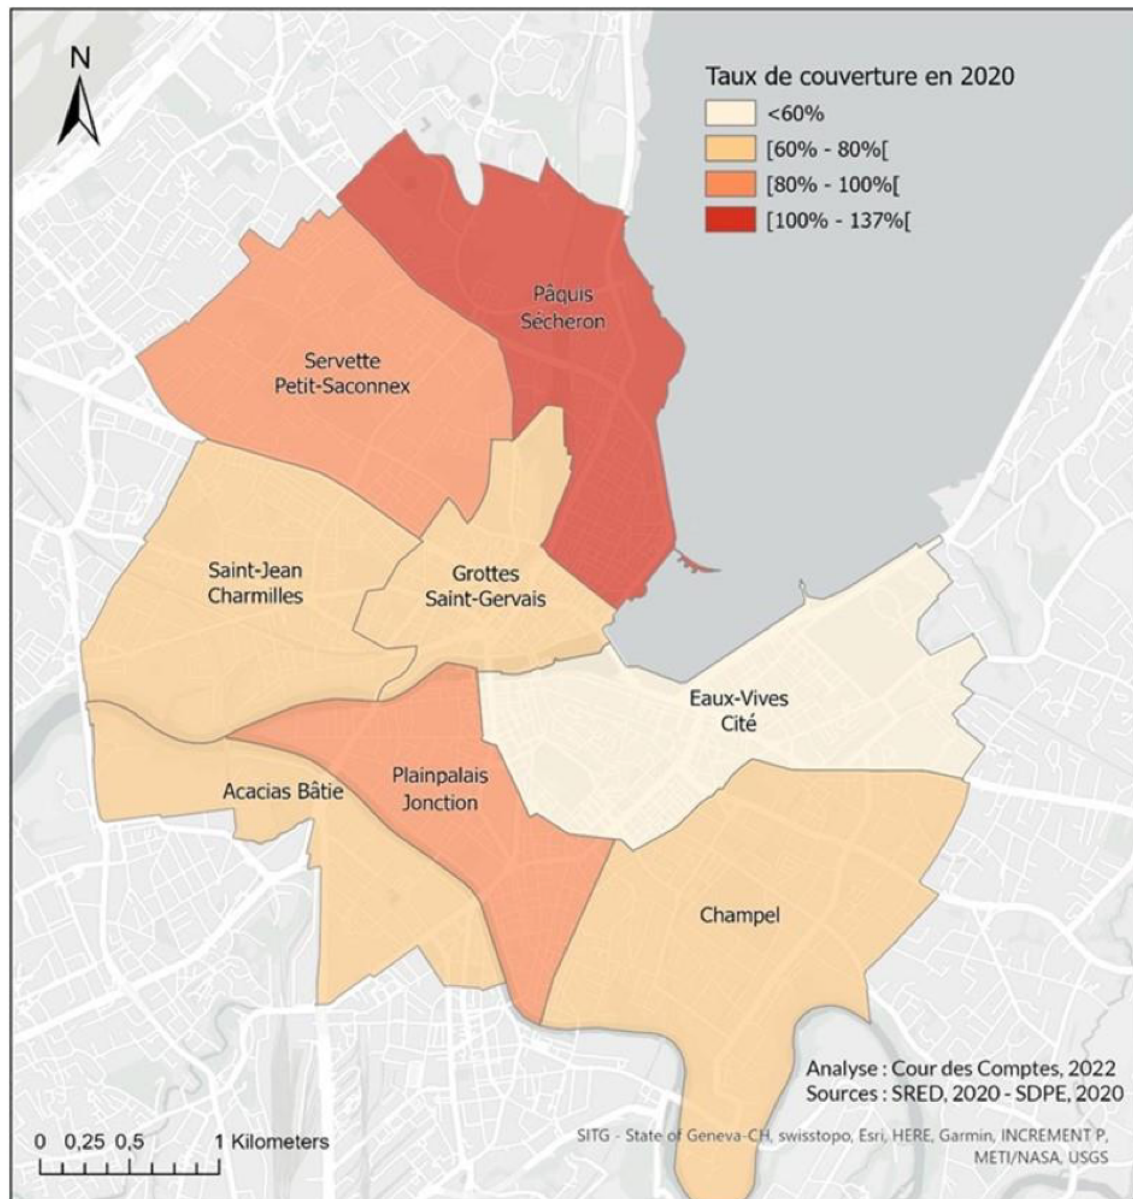 N
Taux de couverture en 2020
<60%
[60% - 80%[
[80% - 100%[
[100% - 137%[
Pâquis
Sécheron
Servette
Petit-Saconnex
Saint-Jean
Charmilles
Grottes
Saint-Gervais
Eaux-Vives
Cité
Plainpalais
Jonction
Acacias Bâtie
Champel
Analyse : Cour des Comptes, 2022
Sources : SRED, 2020 - SDPE, 2020
0 0,25 0,5 1 Kilometers
SITG - State of Geneva-CH, swisstopo, Esri, HERE, Garmin, INCREMENT P,
METI/NASA, USGS